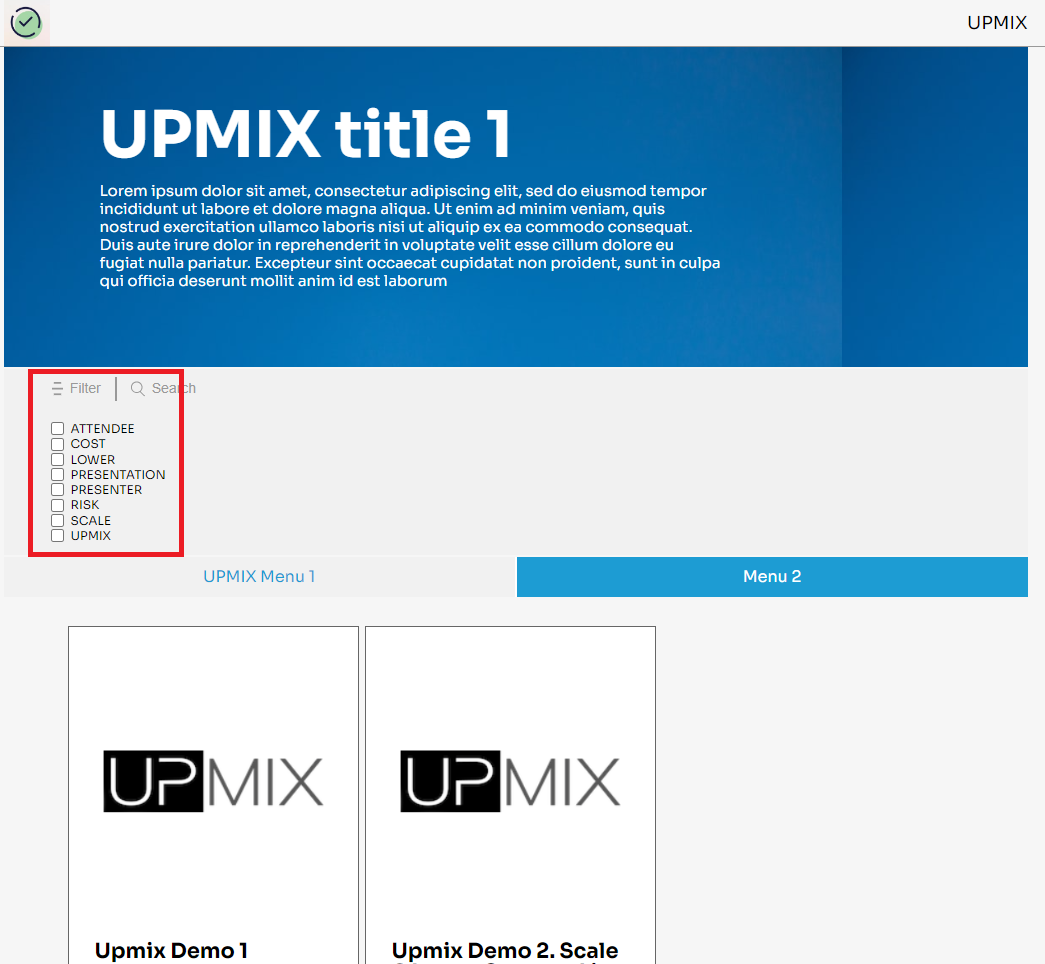 UPMIX
UPMIX title 1
Lorem ipsum dolor sit amet, consectetur adipiscing elit, sed do eiusmod tempor
incididunt ut labore et dolore magna aliqua. Ut enim ad minim veniam, quis
nostrud exercitation ullamco laboris nisi ut aliquip ex ea commodo consequat.
Duis aute irure dolor in reprehenderit in voluptate velit esse cillum dolore eu
fugiat nulla pariatur. Excepteur sint occaecat cupidatat non proident, sunt in culpa
qui officia deserunt mollit anim id est laborum
Filter Search
ATTENDEE
COST
LOWER
PRESENTATION
PRESENTER
RISK
SCALE
UPMIX
UPMIX Menu 1 Menu 2
UPMIX UPMIX
Upmix Demo 1 Upmix Demo 2. Scale